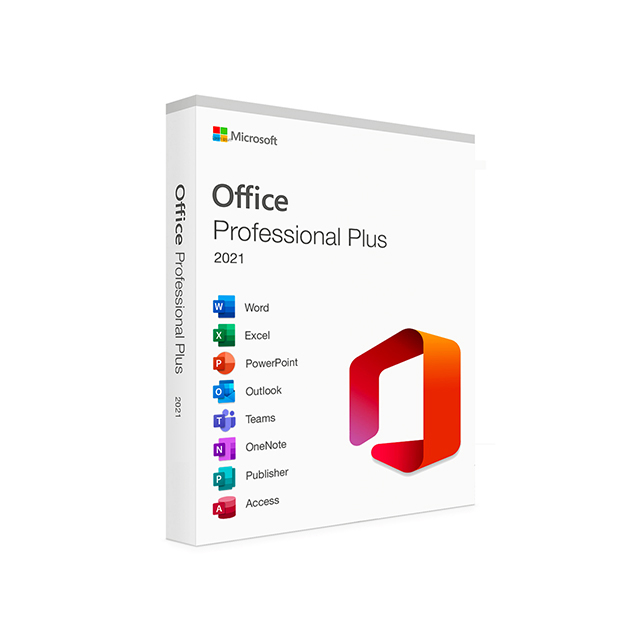 Microsoft
Office
Professional Plus
2021
Word
Excel
PowerPoint
Outlook
Teams
OneNote
Publisher
Access
Office Professional Plus 2021